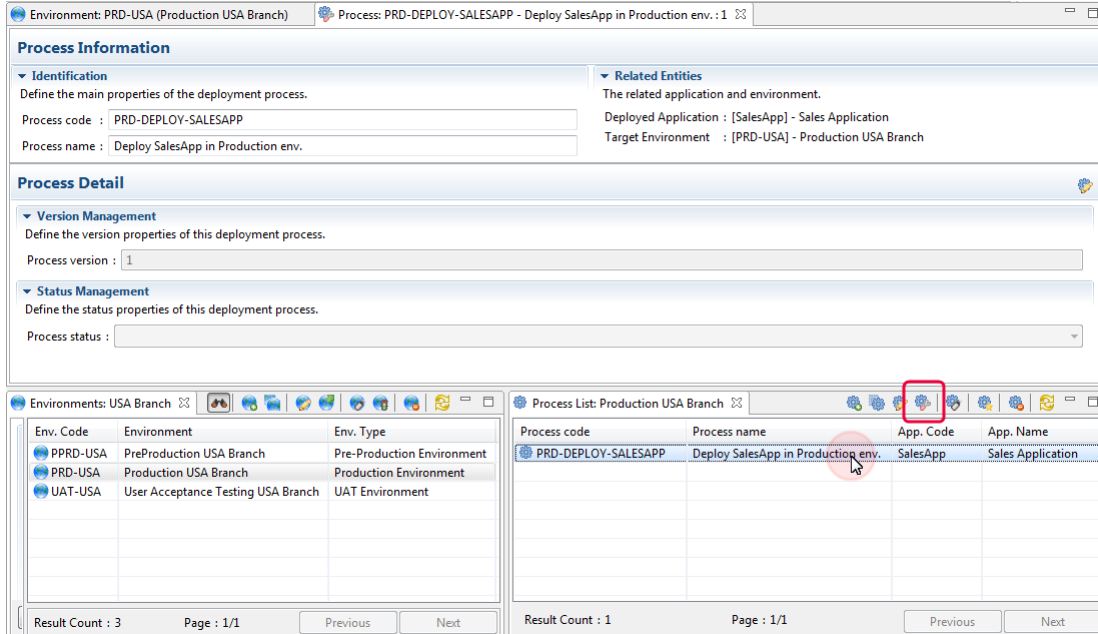 Environment: PRD-USA (Production USA Branch)
Process: PRD-DEPLOY-SALESAPP - Deploy SalesApp in Production env. : 1
Process Information
Identification
Define the main properties of the deployment process.
Process code : PRD-DEPLOY-SALESAPP
Process name : Deploy SalesApp in Production env.
Related Entities
The related application and environment.
Deployed Application : [SalesApp] - Sales Application
Target Environment : [PRD-USA] - Production USA Branch
Process Detail
Version Management
Define the version properties of this deployment process.
Process version : 1
Status Management
Define the status properties of this deployment process.
Process status :
Environments: USA Branch
Env. Code Environment Env. Type
PPRD-USA PreProduction USA Branch Pre-Production Environment
PRD-USA Production USA Branch Production Environment
UAT-USA User Acceptance Testing USA Branch UAT Environment
Result Count : 3 Page : 1/1 Previous Next
Process List: Production USA Branch
Process code Process name App. Code App. Name
PRD-DEPLOY-SALESAPP Deploy SalesApp in Production env. SalesApp Sales Application
Result Count : 1 Page : 1/1 Previous Next